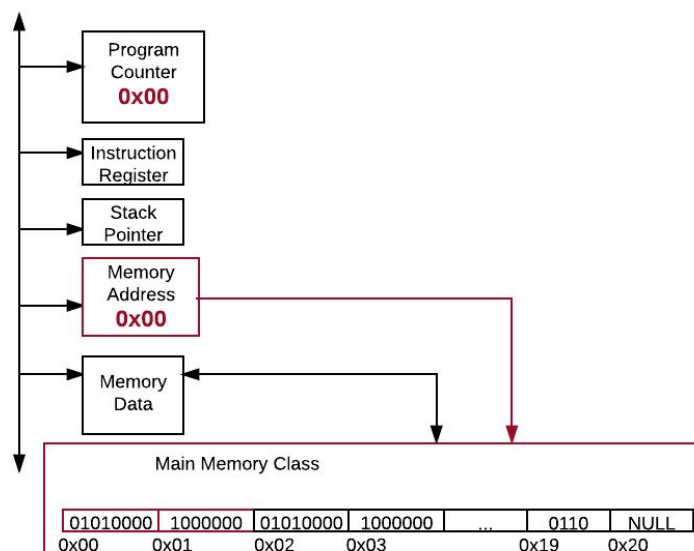 Program
Counter
0x00
Instruction
Register
Stack
Pointer
Memory
Address
0x00
Memory
Data
Main Memory Class
01010000 1000000 01010000 1000000 ... 0110 NULL
0x00 0x01 0x02 0x03 0x19 0x20